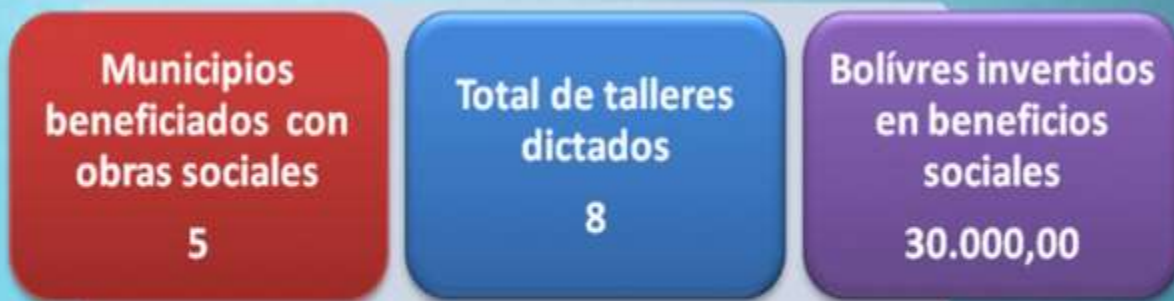 Municipios
beneficiados con
obras sociales
5
Total de talleres
dictados
8
Bolívres invertidos
en beneficios
sociales
30.000,00